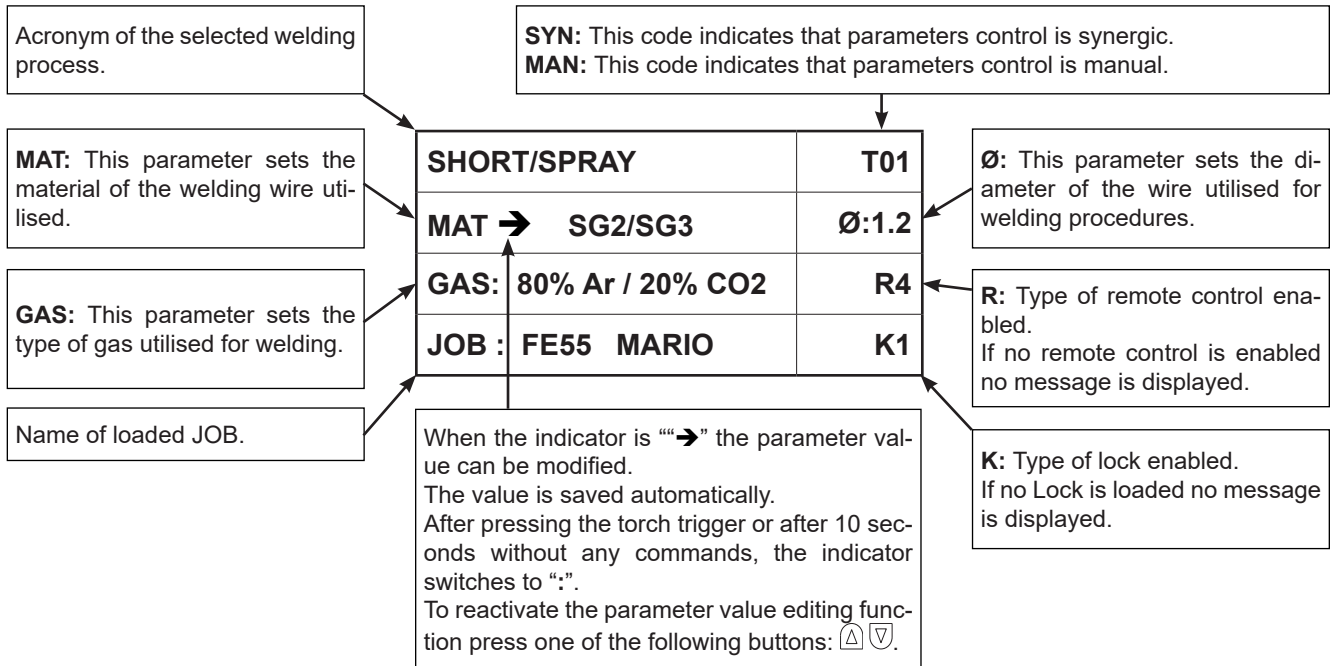 Acronym of the selected welding
process.
SYN: This code indicates that parameters control is synergic.
MAN: This code indicates that parameters control is manual.
MAT: This parameter sets the
material of the welding wire uti-
lised.
SHORT/SPRAY T01
MAT ➔ SG2/SG3 Ø:1.2
GAS: 80% Ar / 20% CO2 R4
JOB : FE55 MARIO K1
Ø: This parameter sets the di-
ameter of the wire utilised for
welding procedures.
GAS: This parameter sets the
type of gas utilised for welding.
R: Type of remote control ena-
bled.
If no remote control is enabled
no message is displayed.
Name of loaded JOB.
When the indicator is "“➔” the parameter val-
ue can be modified.
The value is saved automatically.
After pressing the torch trigger or after 10 sec-
onds without any commands, the indicator
switches to “:”.
To reactivate the parameter value editing func-
tion press one of the following buttons: .
K: Type of lock enabled.
If no Lock is loaded no message
is displayed.